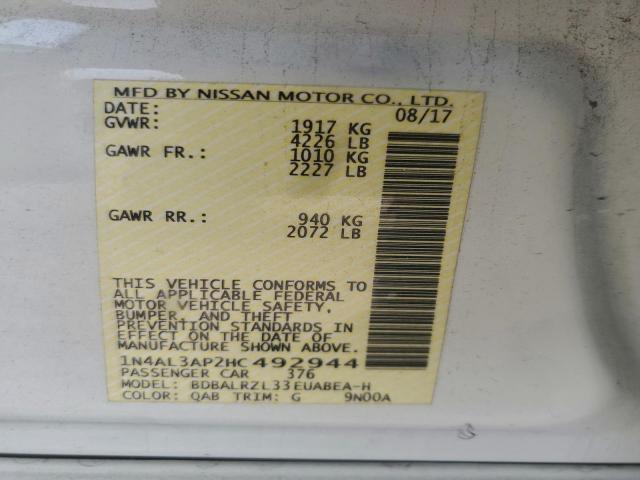 MFD BY NISSAN MOTOR CO., LTD.
DATE: 08/17
GVWR: 1917 KG
4226 LB
GAWR FR.: 1010 KG
2227 LB
GAWR RR.: 940 KG
2072 LB
THIS VEHICLE CONFORMS TO
ALL APPLICABLE FEDERAL
MOTOR VEHICLE SAFETY,
BUMPER, AND THEFT
PREVENTION STANDARDS IN
EFFECT ON THE DATE OF
MANUFACTURE SHOWN ABOVE.
1N4AL3AP2HC492944
PASSENGER CAR 376
MODEL: BDBALRZL33EUABEA-H
COLOR: QAB TRIM: G 9N00A